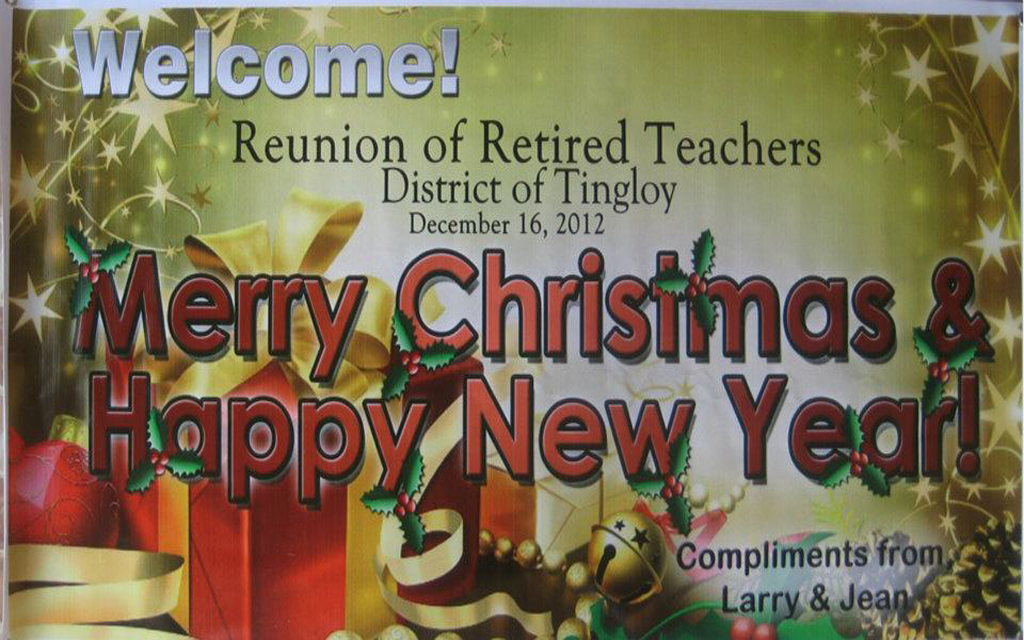 Welcome!
Reunion of Retired Teachers
District of Tingloy
December 16, 2012
Merry Christmas &
Happy New Year!
Compliments from,
Larry & Jean